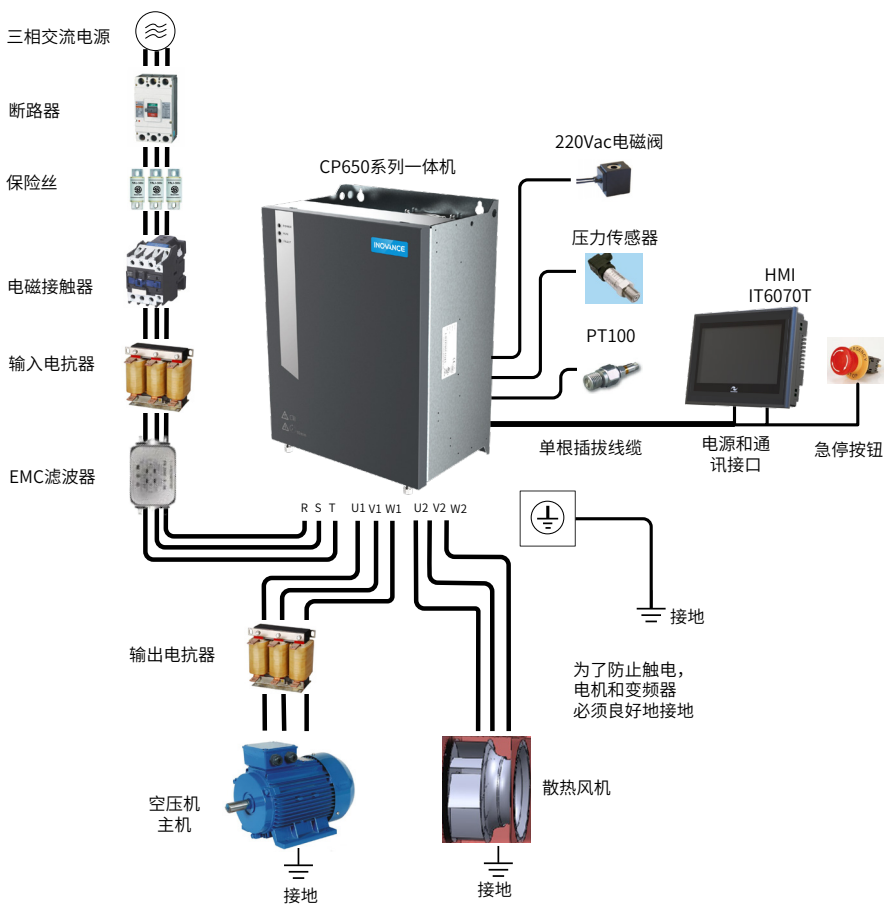 三相交流电源
断路器
保险丝
电磁接触器
输入电抗器
EMC滤波器
CP650系列一体机
INOVANCE
220Vac电磁阀
压力传感器
PT100
HMI
IT6070T
单根插拔线缆
电源和通
讯接口
急停按钮
R S T U1 V1 W1 U2 V2 W2
接地
输出电抗器
为了防止触电，
电机和变频器
必须良好地接地
空压机
主机
散热风机
接地
接地